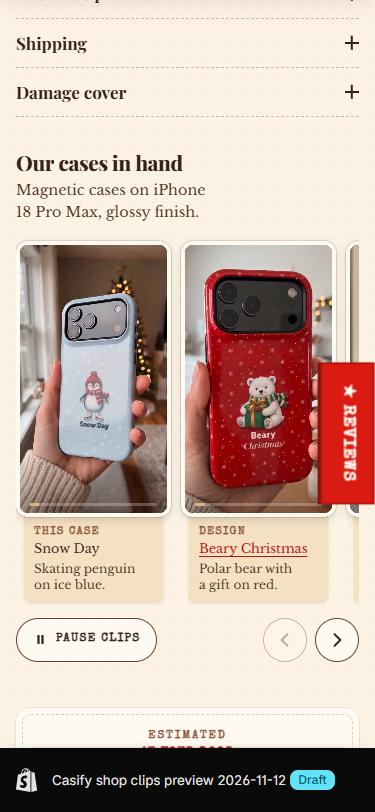 Shipping
Damage cover
Our cases in hand
Magnetic cases on iPhone
18 Pro Max, glossy finish.
Snow Day
Beary
Christmas
★ REVIEWS
THIS CASE
Snow Day
Skating penguin
on ice blue.
DESIGN
Beary Christmas
Polar bear with
a gift on red.
PAUSE CLIPS
ESTIMATED
Casify shop clips preview 2026-11-12 Draft